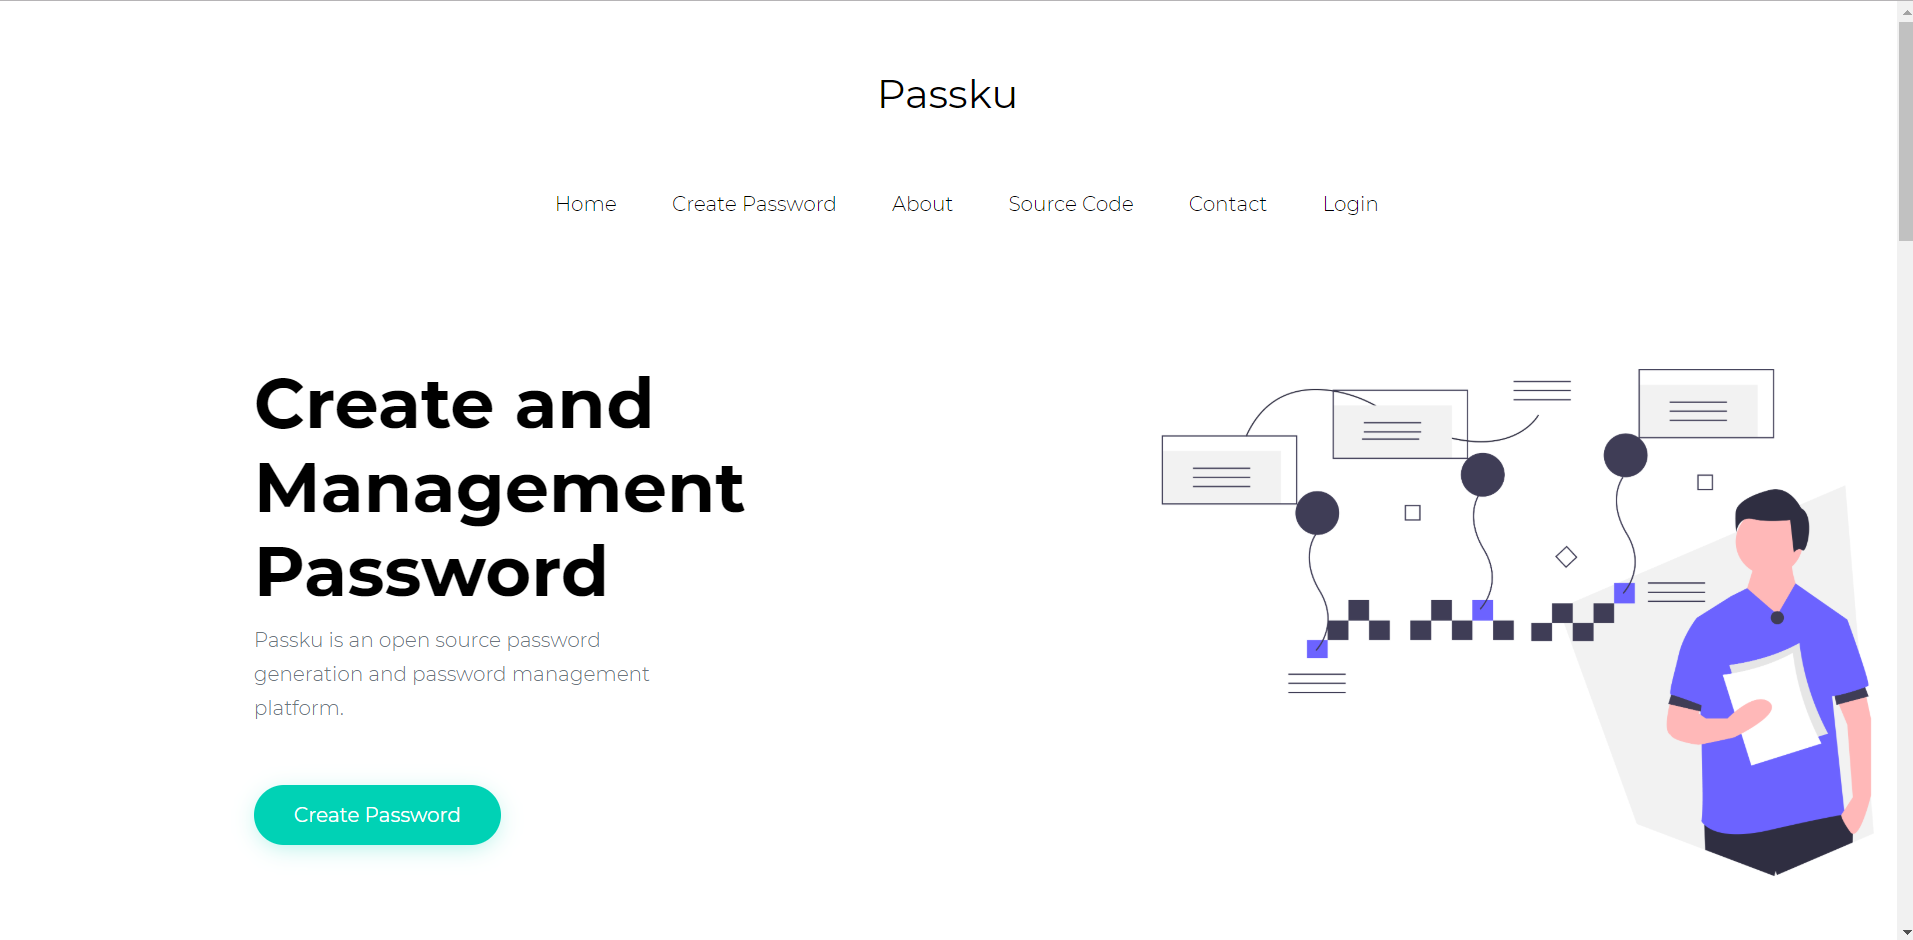 Passku
Home Create Password About Source Code Contact Login
Create and
Management
Password
Passku is an open source password
generation and password management
platform.
Create Password